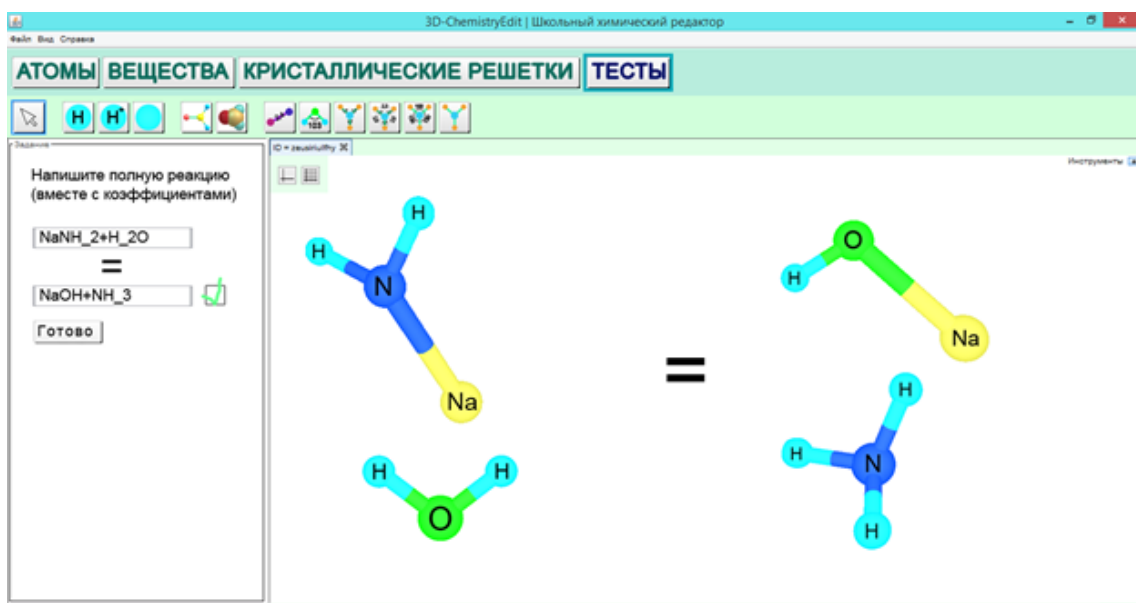 3D-ChemistryEdit | Школьный химический редактор
Файл Вид Справка
АТОМЫ ВЕЩЕСТВА КРИСТАЛЛИЧЕСКИЕ РЕШЕТКИ ТЕСТЫ
H H
Задание
Напишите полную реакцию
(вместе с коэффициентами)
NaNH_2+H_2O
=
NaOH+NH_3
Готово
Инструменты
H H
N
Na
H H
O
=
O
H
Na
H
H N
H